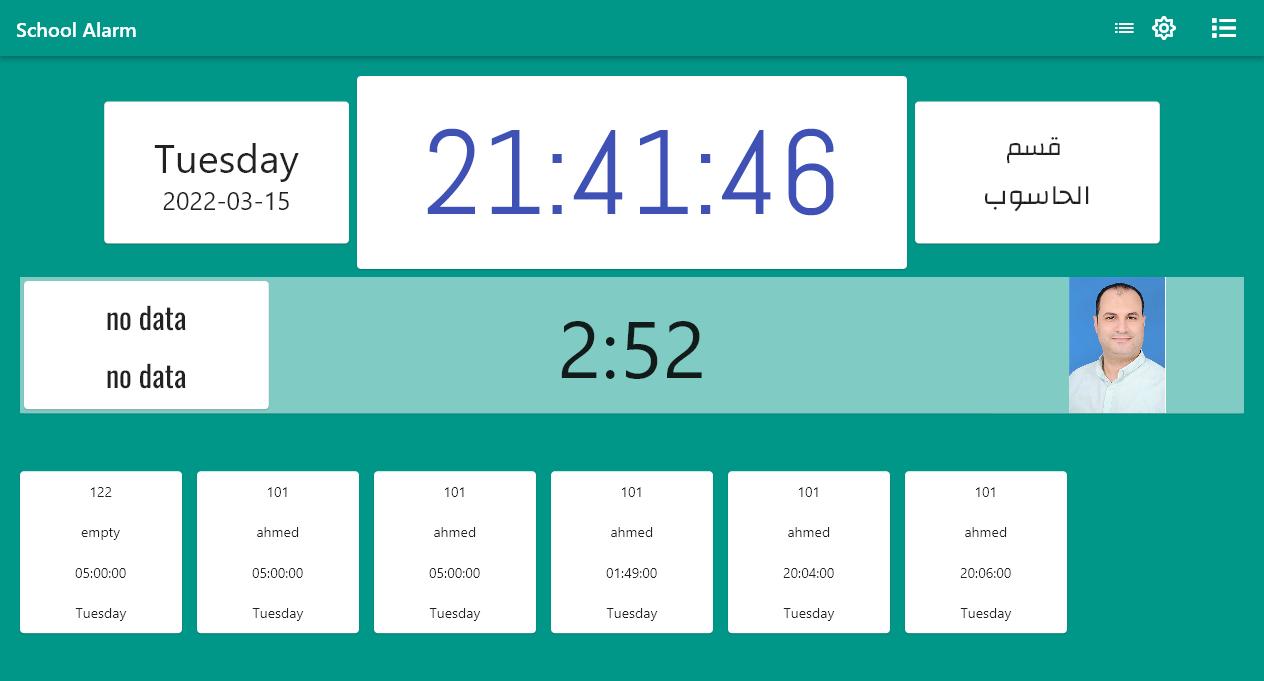 School Alarm
Tuesday
2022-03-15
21:41:46
قسم
الحاسوب
no data
no data
2:52
122
empty
05:00:00
Tuesday
101
ahmed
05:00:00
Tuesday
101
ahmed
05:00:00
Tuesday
101
ahmed
01:49:00
Tuesday
101
ahmed
20:04:00
Tuesday
101
ahmed
20:06:00
Tuesday